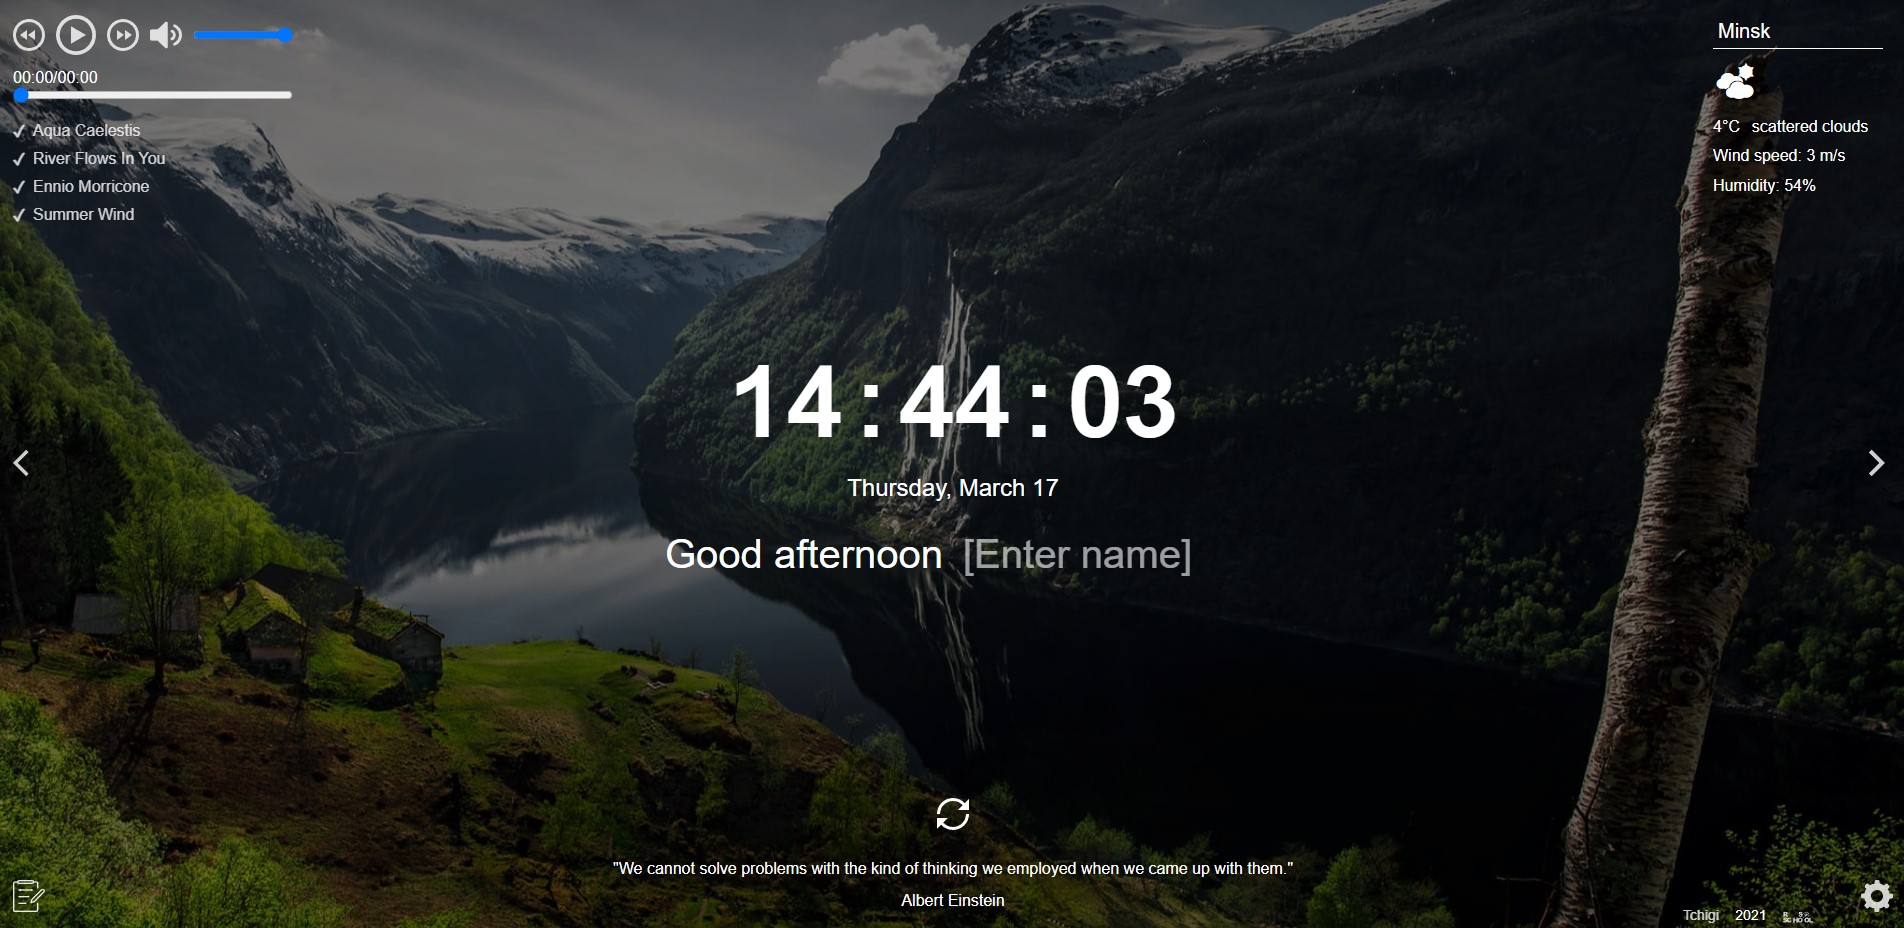 Minsk
00:00/00:00
Aqua Caelestis
River Flows In You
Ennio Morricone
Summer Wind
4°C scattered clouds
Wind speed: 3 m/s
Humidity: 54%
14:44:03
Thursday, March 17
Good afternoon [Enter name]
"We cannot solve problems with the kind of thinking we employed when we came up with them."
Albert Einstein
Tchigi 2021